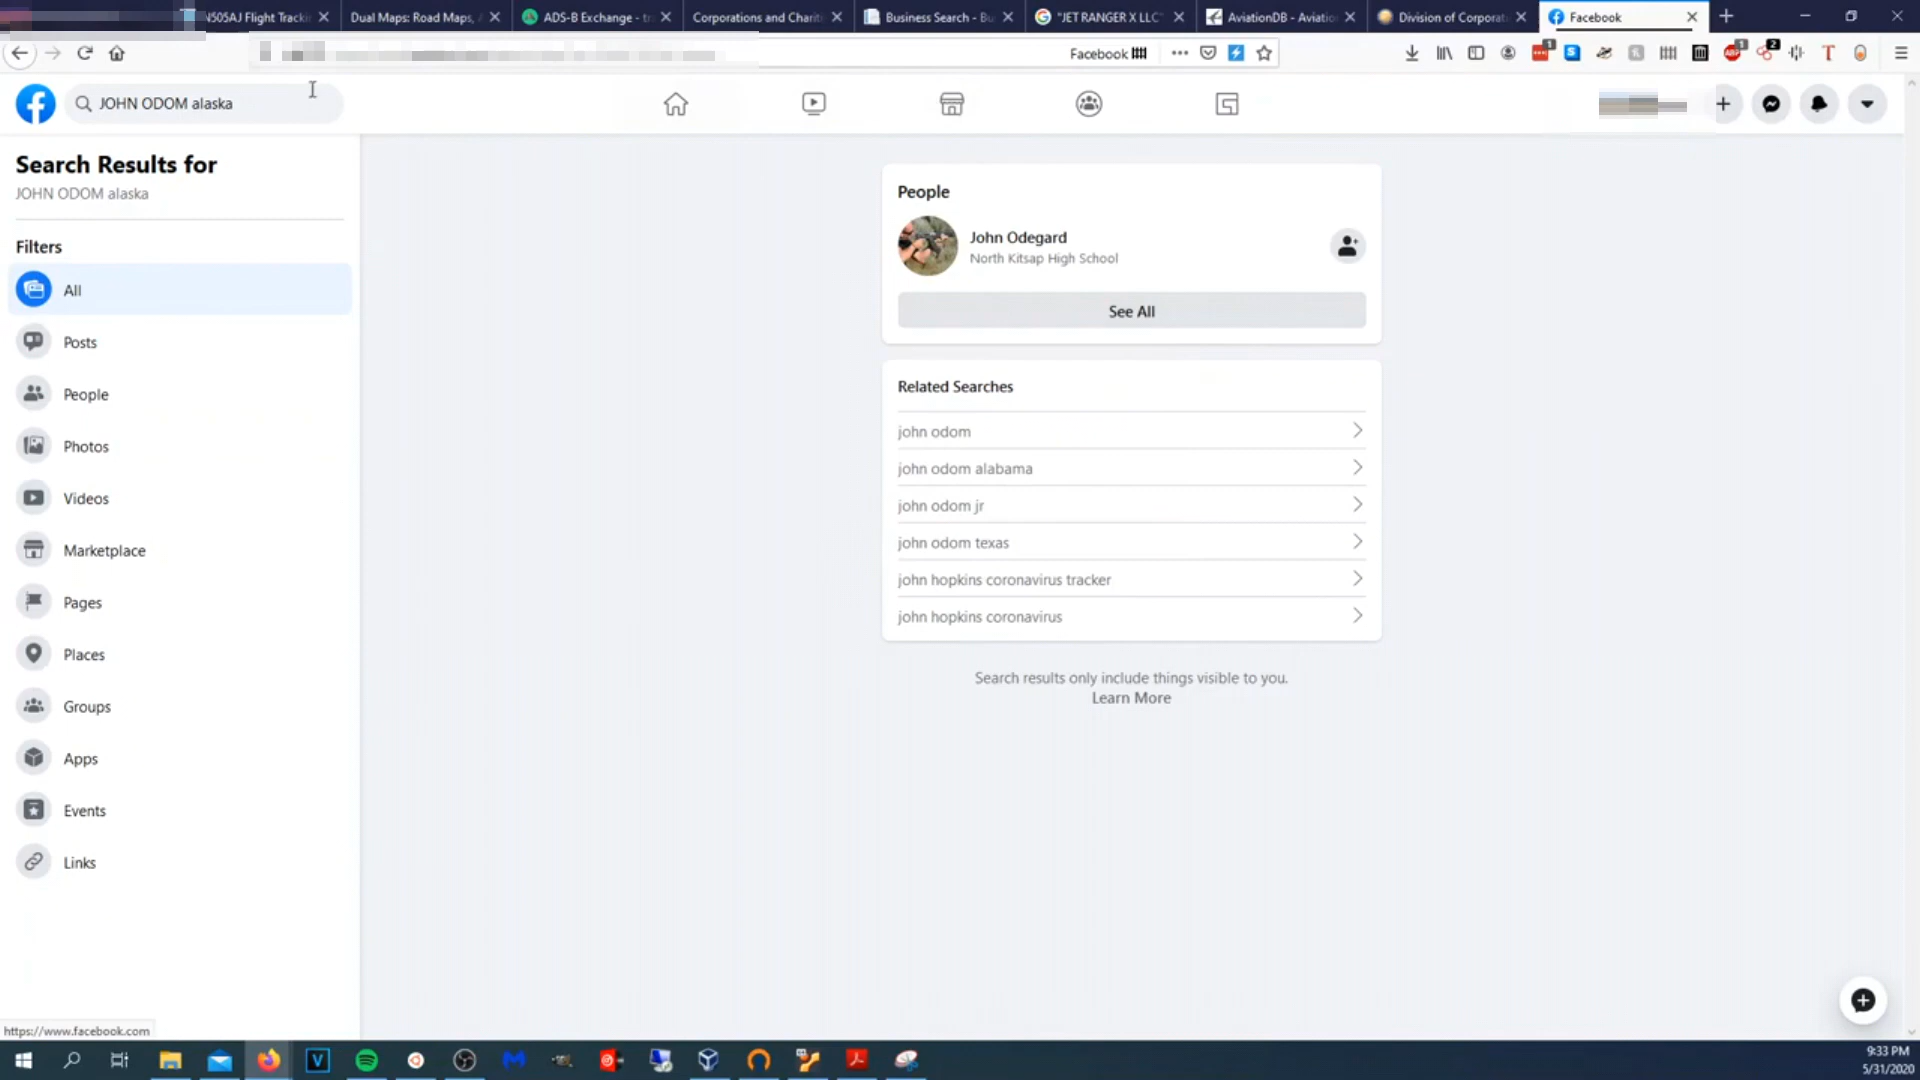 N505AJ Flight Tracki
Dual Maps: Road Maps,
ADS-B Exchange - tr
Corporations and Chariti
Business Search - Bu
"JET RANGER X LLC"
AviationDB - Aviatio
Division of Corporat
Facebook
Facebook
1
1
2
JOHN ODOM alaska
Search Results for
JOHN ODOM alaska
Filters
All
Posts
People
Photos
Videos
Marketplace
Pages
Places
Groups
Apps
Events
Links
People
John Odegard
North Kitsap High School
See All
Related Searches
john odom
john odom alabama
john odom jr
john odom texas
john hopkins coronavirus tracker
john hopkins coronavirus
Search results only include things visible to you.
Learn More
https://www.facebook.com
9:33 PM
5/31/2020